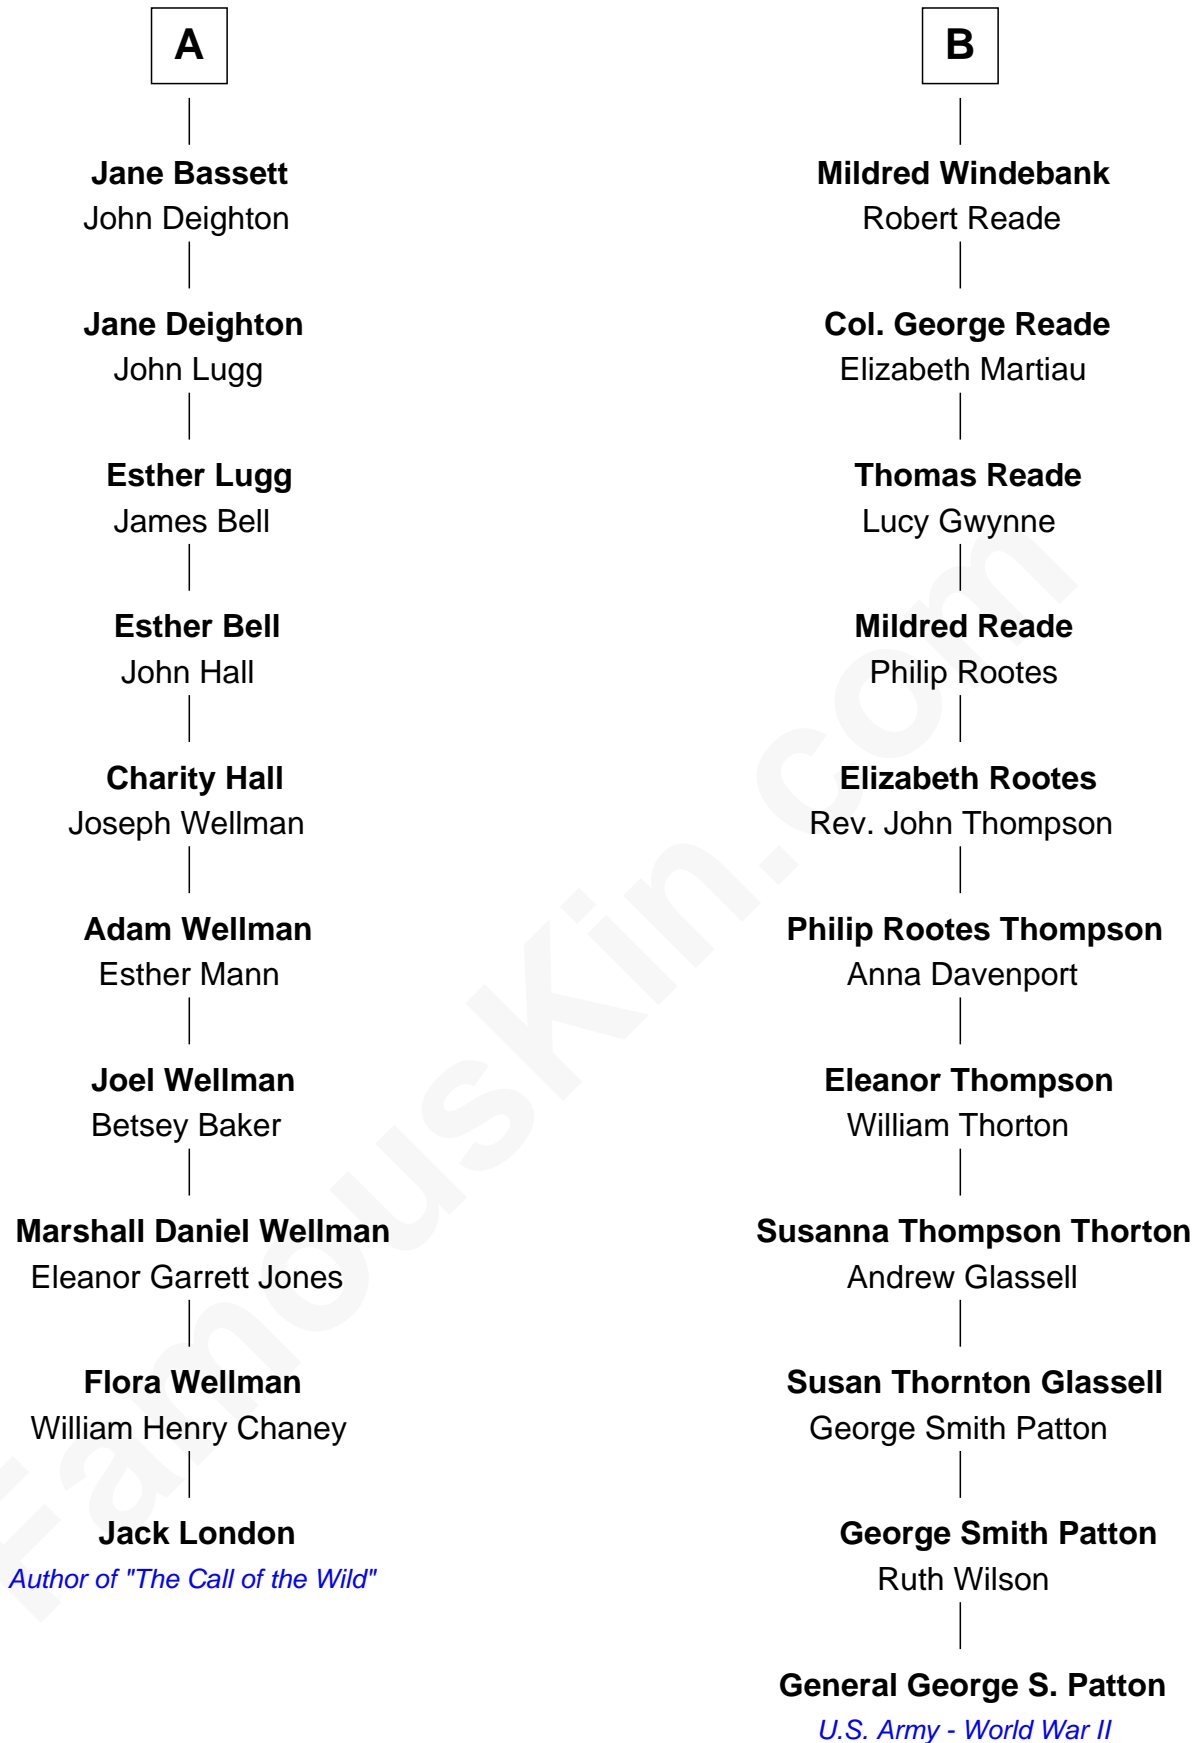 A
Jane Bassett
John Deighton
Jane Deighton
John Lugg
Esther Lugg
James Bell
Esther Bell
John Hall
Charity Hall
Joseph Wellman
Adam Wellman
Esther Mann
Joel Wellman
Betsey Baker
Marshall Daniel Wellman
Eleanor Garrett Jones
Flora Wellman
William Henry Chaney
Jack London
Author of "The Call of the Wild"
B
Mildred Windebank
Robert Reade
Col. George Reade
Elizabeth Martiau
Thomas Reade
Lucy Gwynne
Mildred Reade
Philip Rootes
Elizabeth Rootes
Rev. John Thompson
Philip Rootes Thompson
Anna Davenport
Eleanor Thompson
William Thorton
Susanna Thompson Thorton
Andrew Glassell
Susan Thornton Glassell
George Smith Patton
George Smith Patton
Ruth Wilson
General George S. Patton
U.S. Army - World War II
FamousKin.com